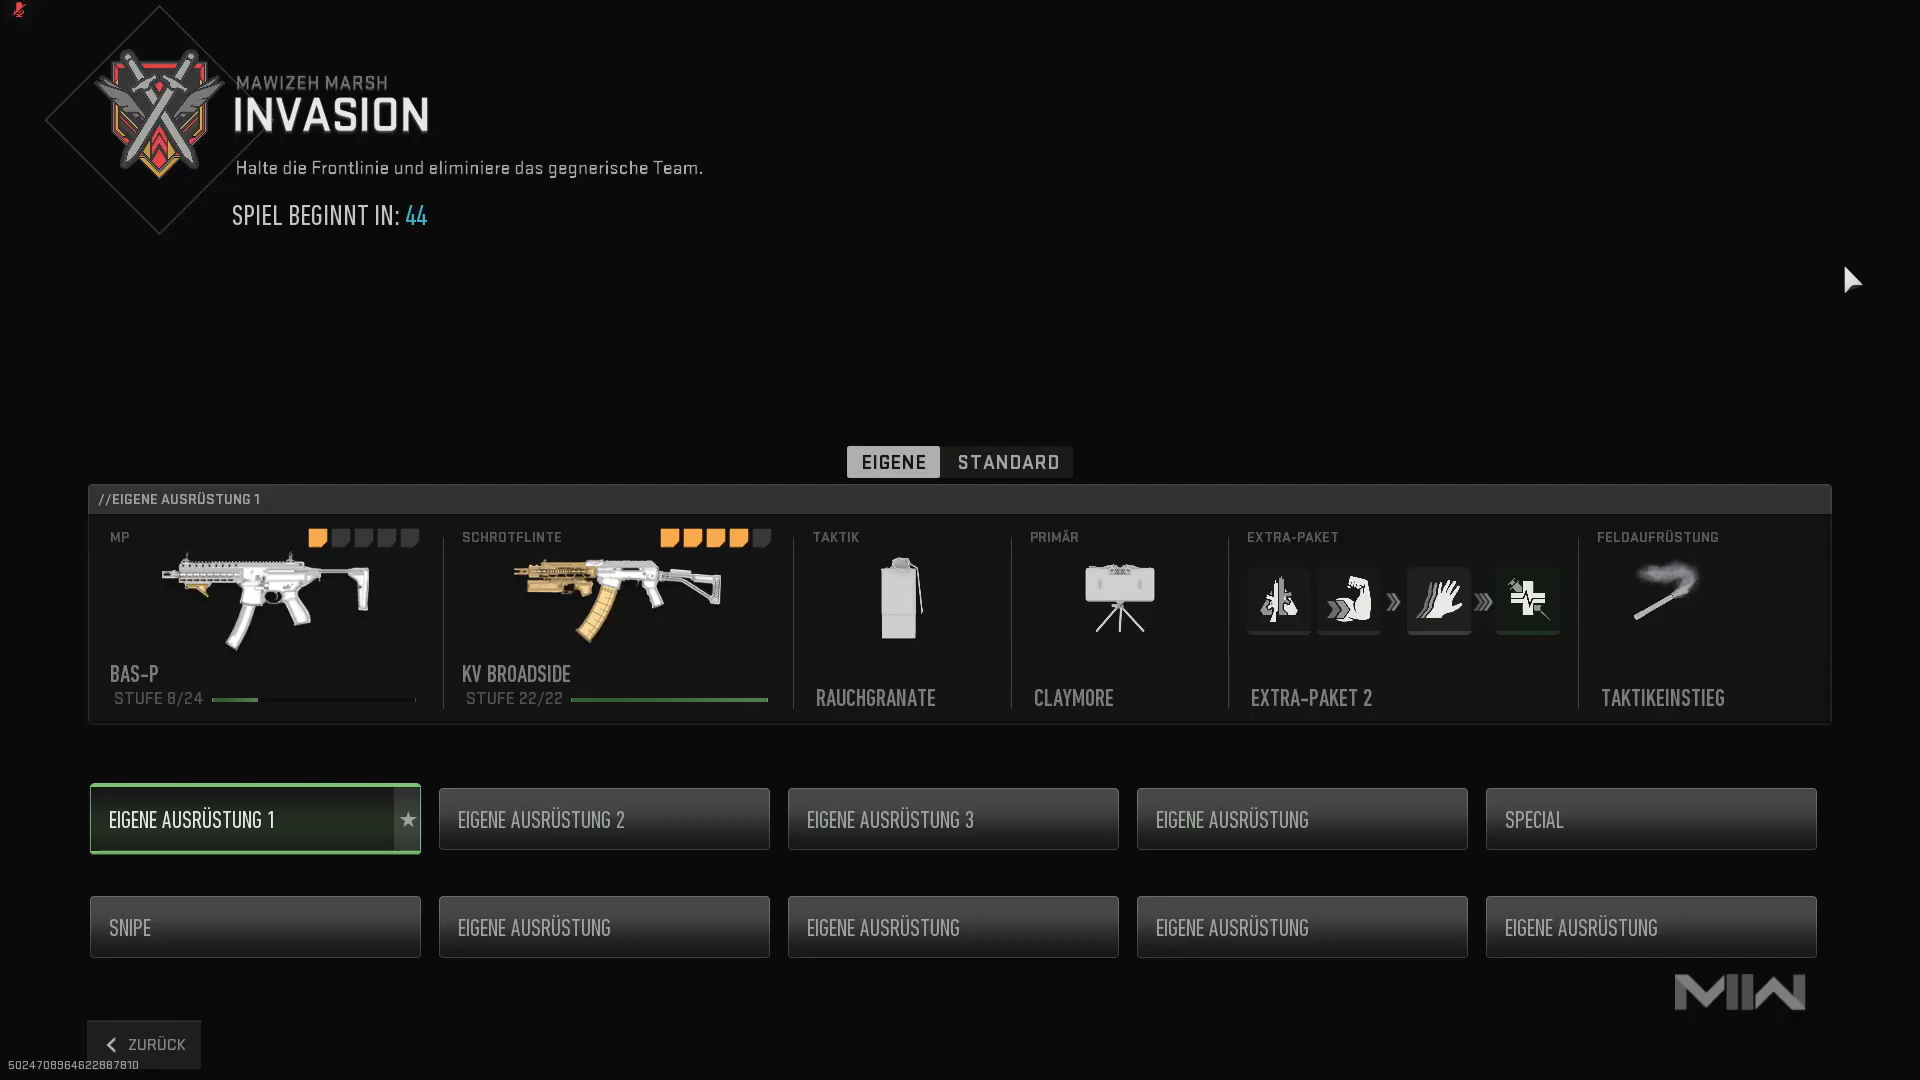 MAWIZEH MARSH
INVASION
Halte die Frontlinie und eliminiere das gegnerische Team.
SPIEL BEGINNT IN: 44
EIGENE STANDARD
//EIGENE AUSRÜSTUNG 1
MP
BAS-P
STUFE 8/24
SCHROTFLINTE
KV BROADSIDE
STUFE 22/22
TAKTIK
RAUCHGRANATE
PRIMÄR
CLAYMORE
EXTRA-PAKET
EXTRA-PAKET 2
FELDAUFRÜSTUNG
TAKTIKEINSTIEG
EIGENE AUSRÜSTUNG 1
EIGENE AUSRÜSTUNG 2
EIGENE AUSRÜSTUNG 3
EIGENE AUSRÜSTUNG
SPECIAL
SNIPE
EIGENE AUSRÜSTUNG
EIGENE AUSRÜSTUNG
EIGENE AUSRÜSTUNG
EIGENE AUSRÜSTUNG
MW
ZURÜCK
5024708964622887810